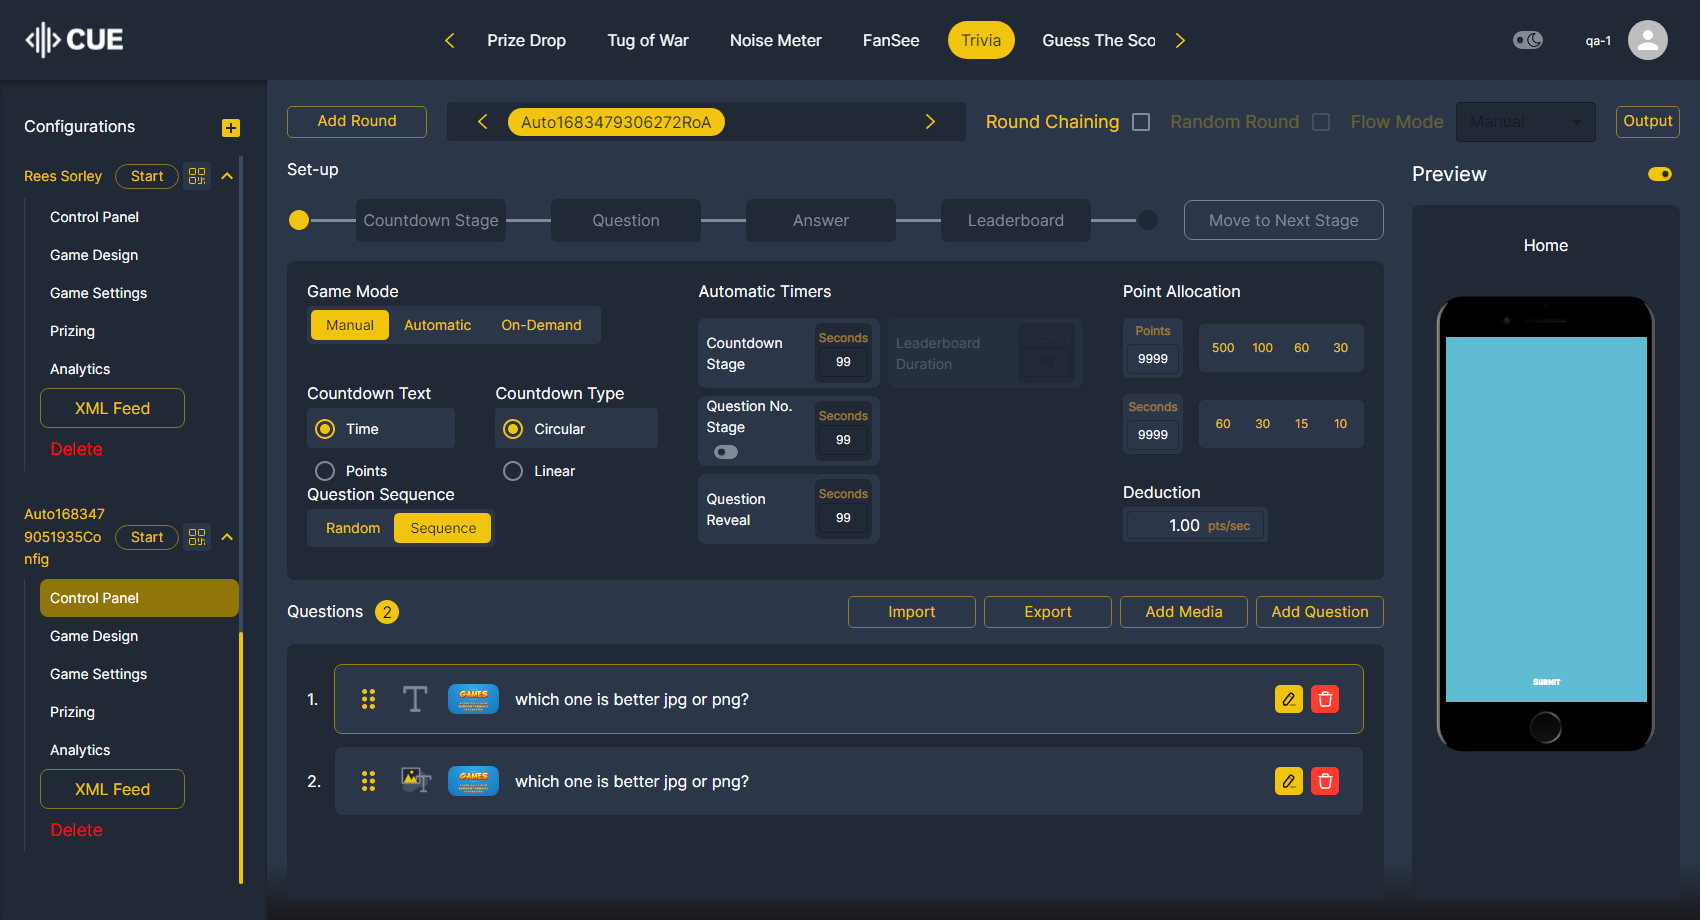 CUE
Prize Drop
Tug of War
Noise Meter
FanSee
Trivia
Guess The Sco
qa-1
Configurations
Rees Sorley
Start
Control Panel
Game Design
Game Settings
Prizing
Analytics
XML Feed
Delete
Auto168347
9051935Co
nfig
Start
Control Panel
Game Design
Game Settings
Prizing
Analytics
XML Feed
Delete
Add Round
Auto1683479306272RoA
Round Chaining
Random Round
Flow Mode
Manual
Output
Set-up
Countdown Stage
Question
Answer
Leaderboard
Move to Next Stage
Game Mode
Manual
Automatic
On-Demand
Countdown Text
Time
Points
Countdown Type
Circular
Linear
Question Sequence
Random
Sequence
Automatic Timers
Countdown
Stage
Seconds
99
Leaderboard
Duration
Seconds
99
Question No.
Stage
Seconds
99
Question
Reveal
Seconds
99
Point Allocation
Points
9999
500 100 60 30
Seconds
9999
60 30 15 10
Deduction
1.00 pts/sec
Questions 2
Import
Export
Add Media
Add Question
1.
T
GAMES
which one is better jpg or png?
2.
T
GAMES
which one is better jpg or png?
Preview
Home
SUBMIT